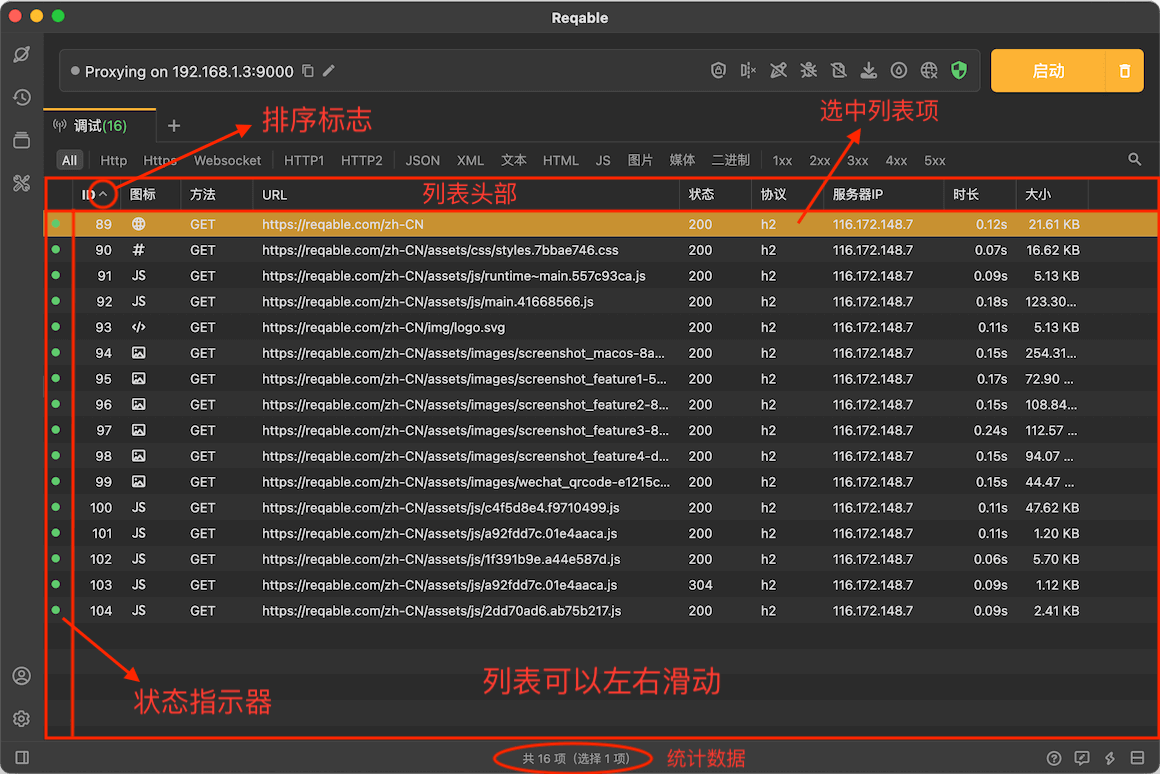 Reqable
Proxying on 192.168.1.3:9000
启动
调试(16)
排序标志
选中列表项
All Http Https Websocket HTTP1 HTTP2 JSON XML 文本 HTML JS 图片 媒体 二进制 1xx 2xx 3xx 4xx 5xx
ID 图标 方法 URL 列表头部 状态 协议 服务器IP 时长 大小
89 GET https://reqable.com/zh-CN 200 h2 116.172.148.7 0.12s 21.61 KB
90 # GET https://reqable.com/zh-CN/assets/css/styles.7bbae746.css 200 h2 116.172.148.7 0.07s 16.62 KB
91 JS GET https://reqable.com/zh-CN/assets/js/runtime~main.557c93ca.js 200 h2 116.172.148.7 0.09s 5.13 KB
92 JS GET https://reqable.com/zh-CN/assets/js/main.41668566.js 200 h2 116.172.148.7 0.18s 123.30...
93 </> GET https://reqable.com/zh-CN/img/logo.svg 200 h2 116.172.148.7 0.11s 5.13 KB
94 GET https://reqable.com/zh-CN/assets/images/screenshot_macos-8a... 200 h2 116.172.148.7 0.15s 254.31...
95 GET https://reqable.com/zh-CN/assets/images/screenshot_feature1-5... 200 h2 116.172.148.7 0.17s 72.90 ...
96 GET https://reqable.com/zh-CN/assets/images/screenshot_feature2-8... 200 h2 116.172.148.7 0.15s 108.84...
97 GET https://reqable.com/zh-CN/assets/images/screenshot_feature3-8... 200 h2 116.172.148.7 0.24s 112.57 ...
98 GET https://reqable.com/zh-CN/assets/images/screenshot_feature4-d... 200 h2 116.172.148.7 0.15s 94.07 ...
99 GET https://reqable.com/zh-CN/assets/images/wechat_qrcode-e1215c... 200 h2 116.172.148.7 0.15s 44.47 ...
100 JS GET https://reqable.com/zh-CN/assets/js/c4f5d8e4.f9710499.js 200 h2 116.172.148.7 0.11s 47.62 KB
101 JS GET https://reqable.com/zh-CN/assets/js/a92fdd7c.01e4aaca.js 200 h2 116.172.148.7 0.11s 1.20 KB
102 JS GET https://reqable.com/zh-CN/assets/js/1f391b9e.a44e587d.js 200 h2 116.172.148.7 0.06s 5.70 KB
103 JS GET https://reqable.com/zh-CN/assets/js/a92fdd7c.01e4aaca.js 304 h2 116.172.148.7 0.09s 1.12 KB
104 JS GET https://reqable.com/zh-CN/assets/js/2dd70ad6.ab75b217.js 200 h2 116.172.148.7 0.09s 2.41 KB
列表可以左右滑动
状态指示器
共 16 项（选择 1 项） 统计数据